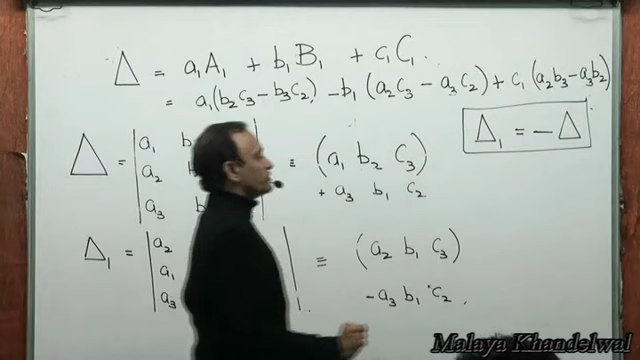 Δ = a₁A₁ + b₁B₁ + c₁C₁.
= a₁(b₂c₃ - b₃c₂) - b₁(a₂c₃ - a₃c₂) + c₁(a₂b₃ - a₃b₂)
Δ₁ = - Δ
Δ = | a₁ b | ≡ (a₁ b₂ c₃)
a₂
+ a₃ b₁ c₂
a₃ b
Δ₁ = | a₂ | ≡ (a₂ b₁ c₃)
a₁
a₃
- a₃ b₁ c₂.
Malaya Khandelwal